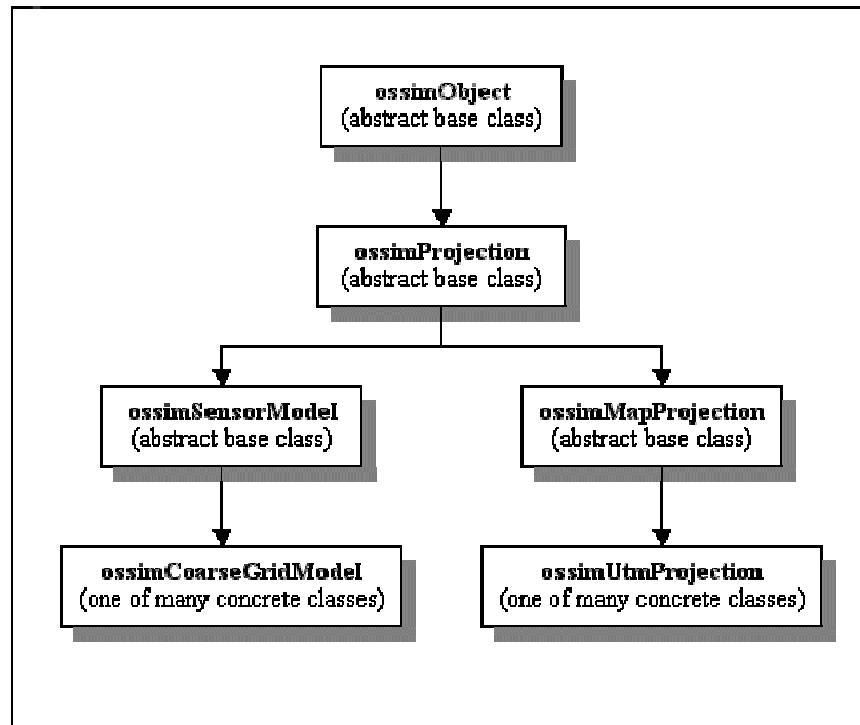 ossimObject
(abstract base class)
ossimProjection
(abstract base class)
ossimSensorModel
(abstract base class)
ossimMapProjection
(abstract base class)
ossimCoarseGridModel
(one of many concrete classes)
ossimUtmProjection
(one of many concrete classes)